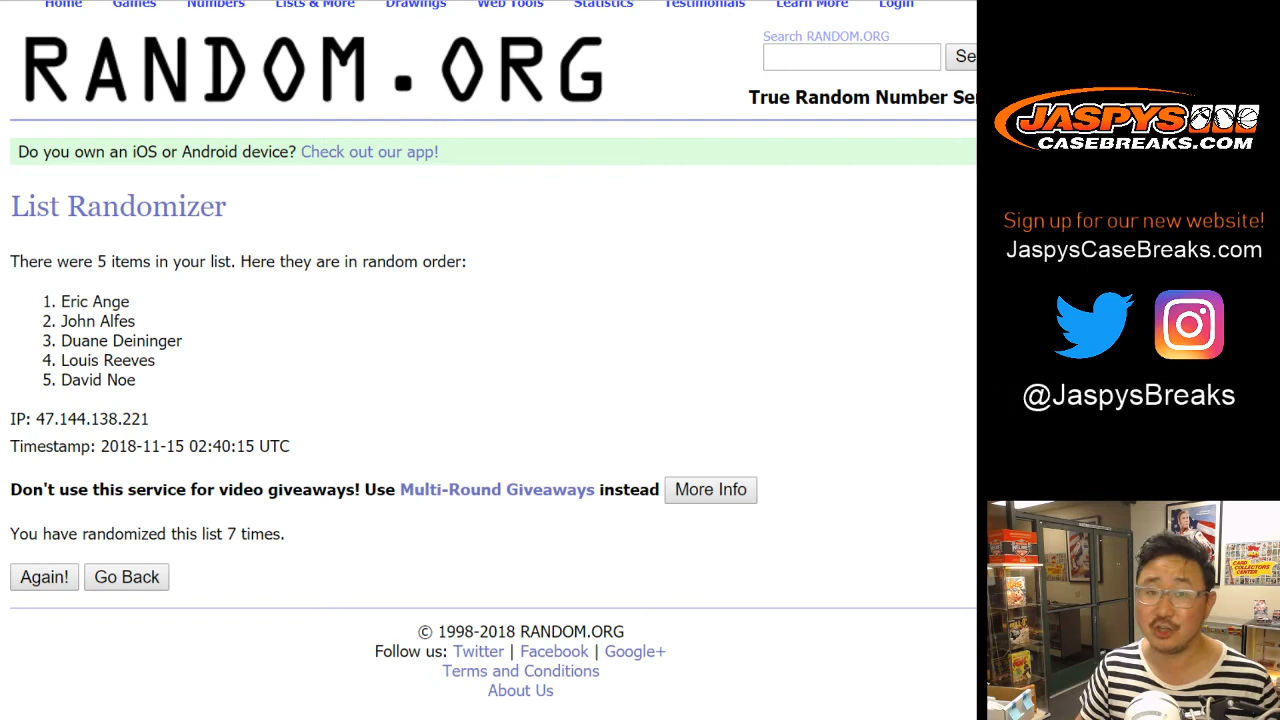 Home Games Numbers Lists & More Drawings Web Tools Statistics Testimonials Learn More Login
RANDOM.ORG
Search RANDOM.ORG
Se
True Random Number Se
Do you own an iOS or Android device? Check out our app!
List Randomizer
There were 5 items in your list. Here they are in random order:
1. Eric Ange
2. John Alfes
3. Duane Deininger
4. Louis Reeves
5. David Noe
IP: 47.144.138.221
Timestamp: 2018-11-15 02:40:15 UTC
Don't use this service for video giveaways! Use Multi-Round Giveaways instead More Info
You have randomized this list 7 times.
Again! Go Back
© 1998-2018 RANDOM.ORG
Follow us: Twitter | Facebook | Google+
Terms and Conditions
About Us
JASPYS
CASEBREAKS.COM
Sign up for our new website!
JaspysCaseBreaks.com
@JaspysBreaks
CARD
COLLECTORS
CENTER